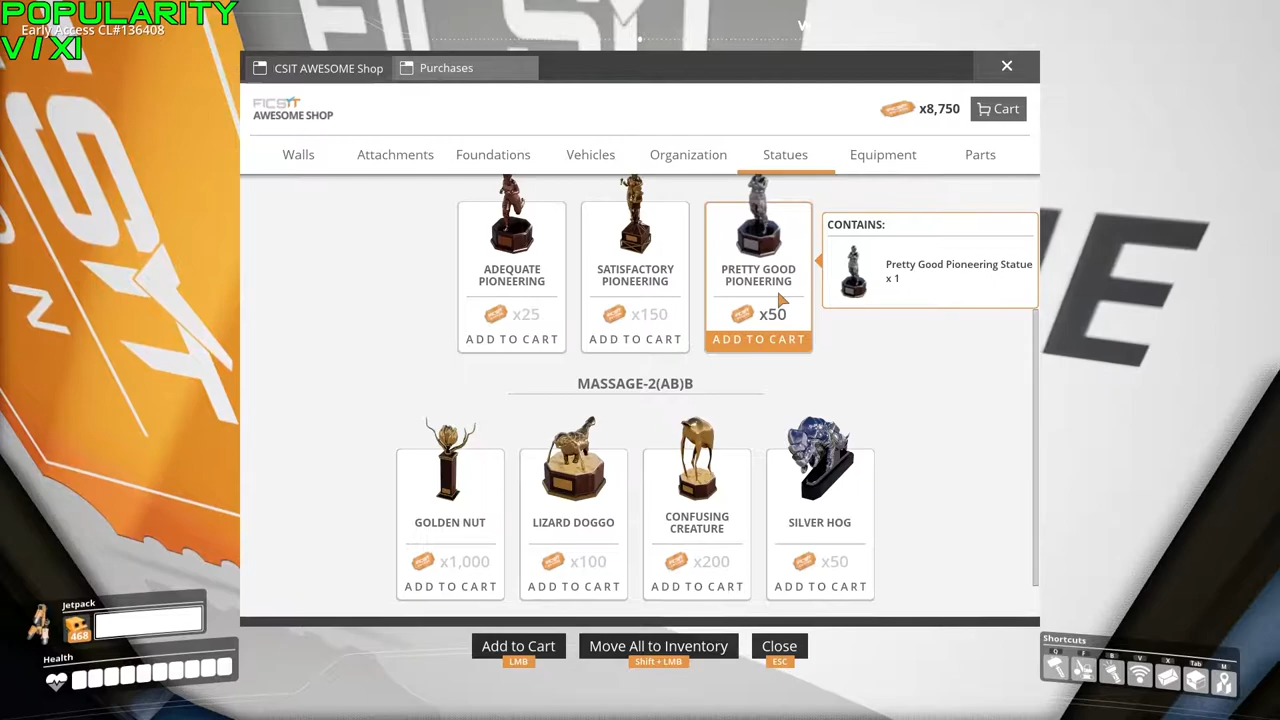 POPULARITY
Early Access CL#136408
V / XI
CSIT AWESOME Shop
Purchases
FICSIT
AWESOME SHOP
x8,750
Cart
Walls
Attachments
Foundations
Vehicles
Organization
Statues
Equipment
Parts
ADEQUATE
PIONEERING
x25
ADD TO CART
SATISFACTORY
PIONEERING
x150
ADD TO CART
PRETTY GOOD
PIONEERING
x50
ADD TO CART
CONTAINS:
Pretty Good Pioneering Statue
x 1
MASSAGE-2(AB)B
GOLDEN NUT
x1,000
ADD TO CART
LIZARD DOGGO
x100
ADD TO CART
CONFUSING
CREATURE
x200
ADD TO CART
SILVER HOG
x50
ADD TO CART
Add to Cart
LMB
Move All to Inventory
Shift + LMB
Close
ESC
Jetpack
468
Health
Shortcuts
Q
F
B
V
X
Tab
M